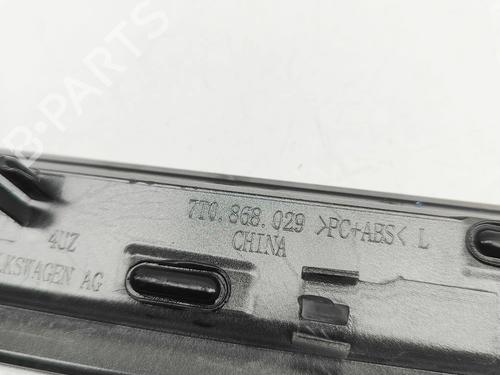 7T0.868.029 >PC+ABS< L
CHINA
4UZ
LKSWAGEN AG
B-PARTS